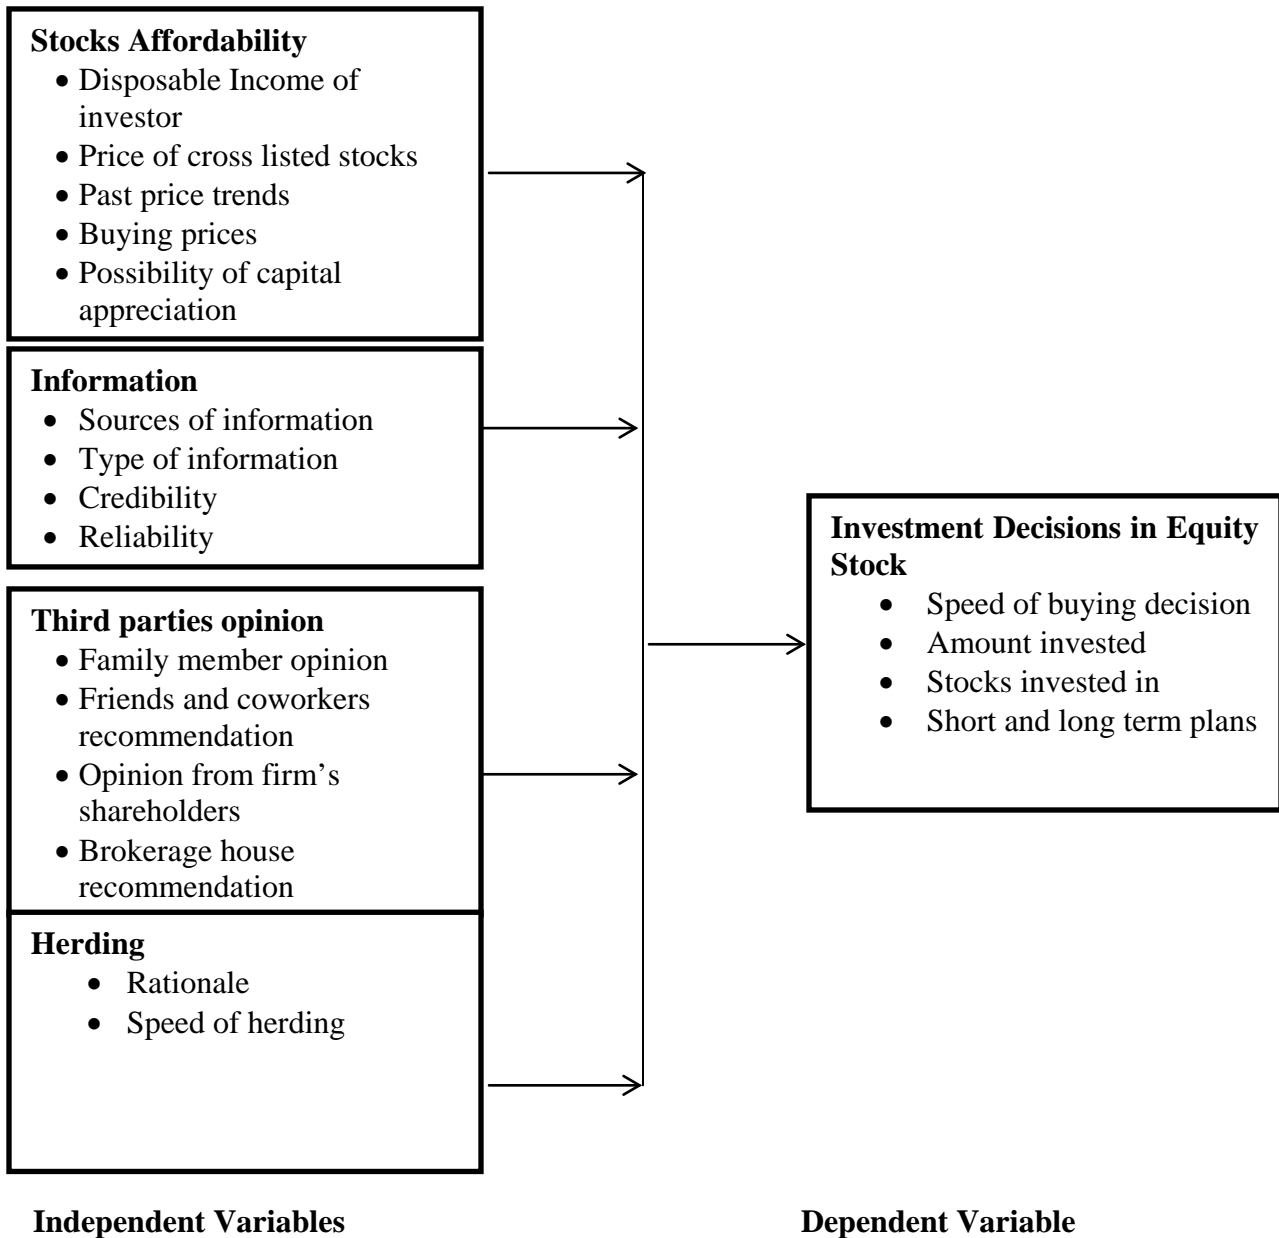 Stocks Affordability
• Disposable Income of
investor
• Price of cross listed stocks
• Past price trends
• Buying prices
• Possibility of capital
appreciation
Information
• Sources of information
• Type of information
• Credibility
• Reliability
Third parties opinion
• Family member opinion
• Friends and coworkers
recommendation
• Opinion from firm’s
shareholders
• Brokerage house
recommendation
Herding
• Rationale
• Speed of herding
Independent Variables
Investment Decisions in Equity
Stock
• Speed of buying decision
• Amount invested
• Stocks invested in
• Short and long term plans
Dependent Variable